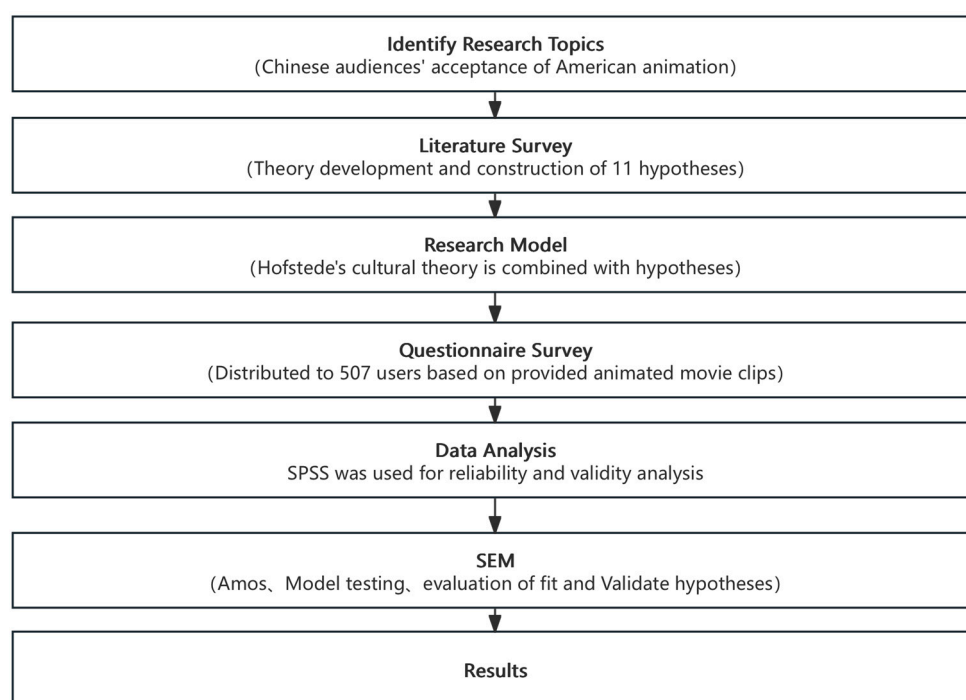 Identify Research Topics
(Chinese audiences' acceptance of American animation)
Literature Survey
(Theory development and construction of 11 hypotheses)
Research Model
(Hofstede's cultural theory is combined with hypotheses)
Questionnaire Survey
(Distributed to 507 users based on provided animated movie clips)
Data Analysis
SPSS was used for reliability and validity analysis
SEM
(Amos、Model testing、evaluation of fit and Validate hypotheses)
Results